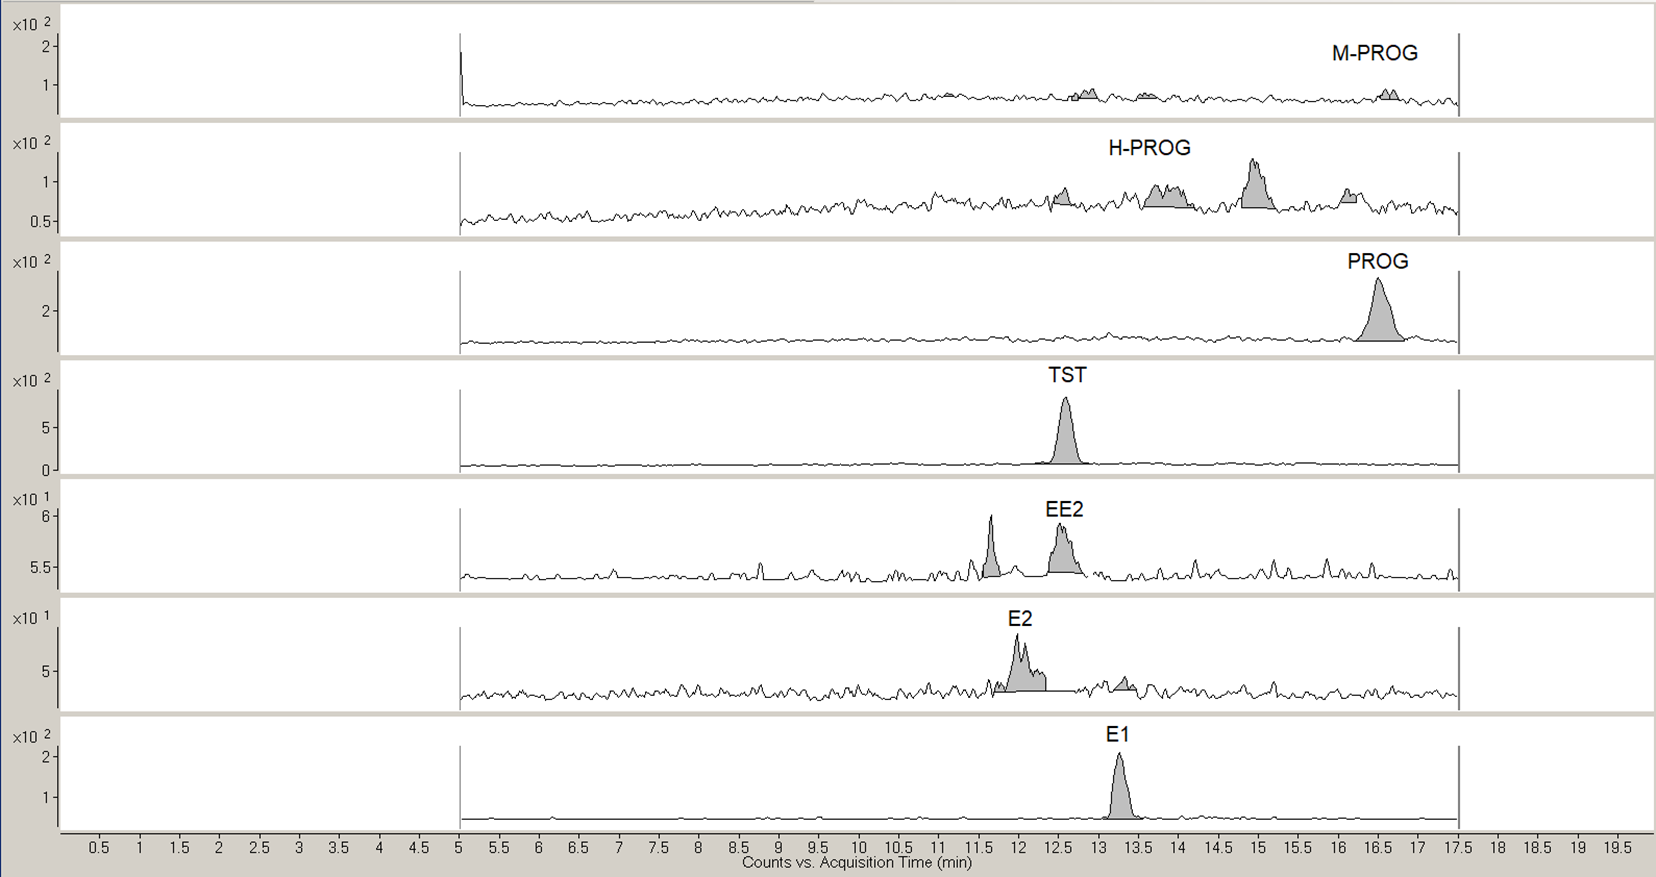 x10 2
2
1
M-PROG
x10 2
1
0.5
H-PROG
x10 2
2
PROG
x10 2
5
0
TST
x10 1
6
5.5
EE2
x10 1
5
E2
x10 2
2
1
E1
0.5 1 1.5 2 2.5 3 3.5 4 4.5 5 5.5 6 6.5 7 7.5 8 8.5 9 9.5 10 10.5 11 11.5 12 12.5 13 13.5 14 14.5 15 15.5 16 16.5 17 17.5 18 18.5 19 19.5
Counts vs. Acquisition Time (min)